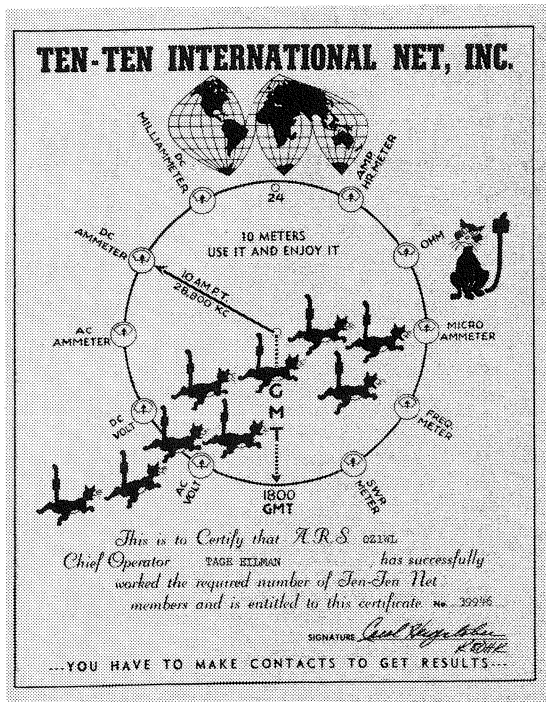 TEN-TEN INTERNATIONAL NET, INC.
DC
MILLIAMMETER
AMP.
HR. METER
24
DC
AMMETER
10 METERS
USE IT AND ENJOY IT
OHM
10 AM P.T.
28,800 KC
AC
AMMETER
MICRO
AMMETER
GMT
DC
VOLT
FREQ.
METER
AC
VOLT
SWR
METER
1800
GMT
This is to Certify that A.R.S. OZ1WL
Chief Operator TAGE HILMAN , has successfully
worked the required number of Ten-Ten Net
members and is entitled to this certificate No. 39946
SIGNATURE Carol
---YOU HAVE TO MAKE CONTACTS TO GET RESULTS---